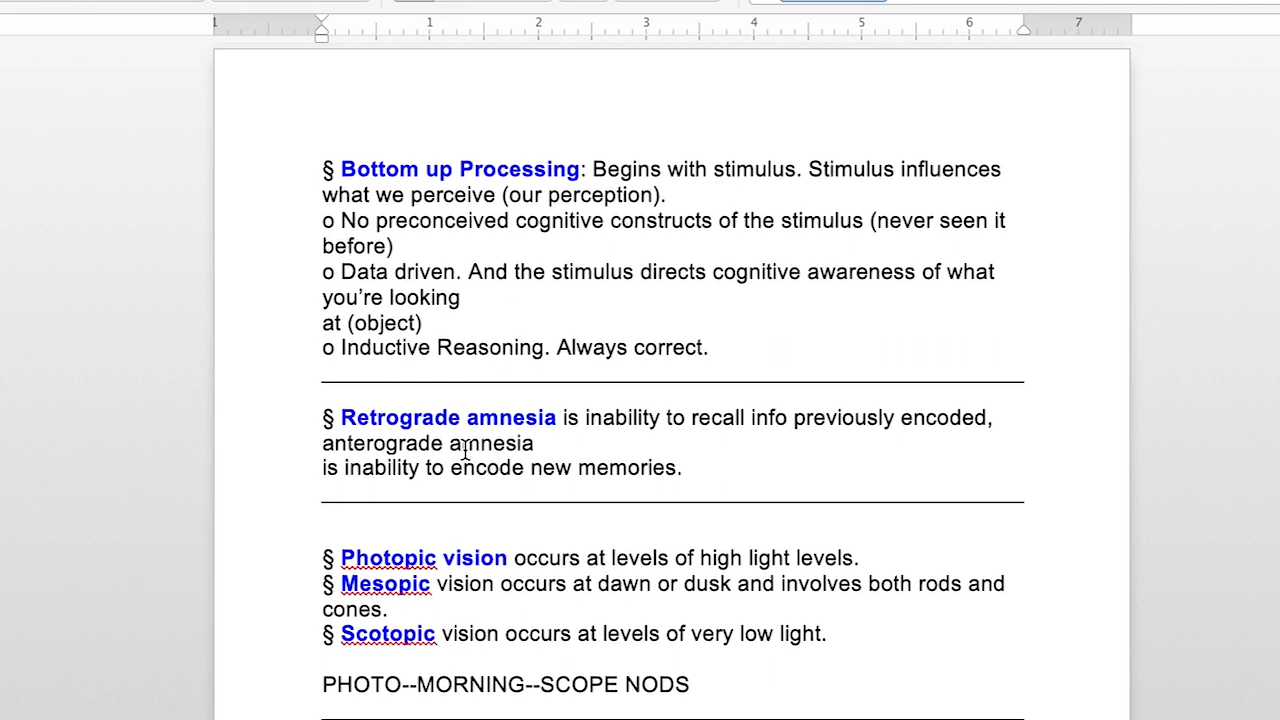 1 1 2 3 4 5 6 7
§ Bottom up Processing: Begins with stimulus. Stimulus influences
what we perceive (our perception).
o No preconceived cognitive constructs of the stimulus (never seen it
before)
o Data driven. And the stimulus directs cognitive awareness of what
you’re looking
at (object)
o Inductive Reasoning. Always correct.
§ Retrograde amnesia is inability to recall info previously encoded,
anterograde amnesia
is inability to encode new memories.
§ Photopic vision occurs at levels of high light levels.
§ Mesopic vision occurs at dawn or dusk and involves both rods and
cones.
§ Scotopic vision occurs at levels of very low light.
PHOTO--MORNING--SCOPE NODS